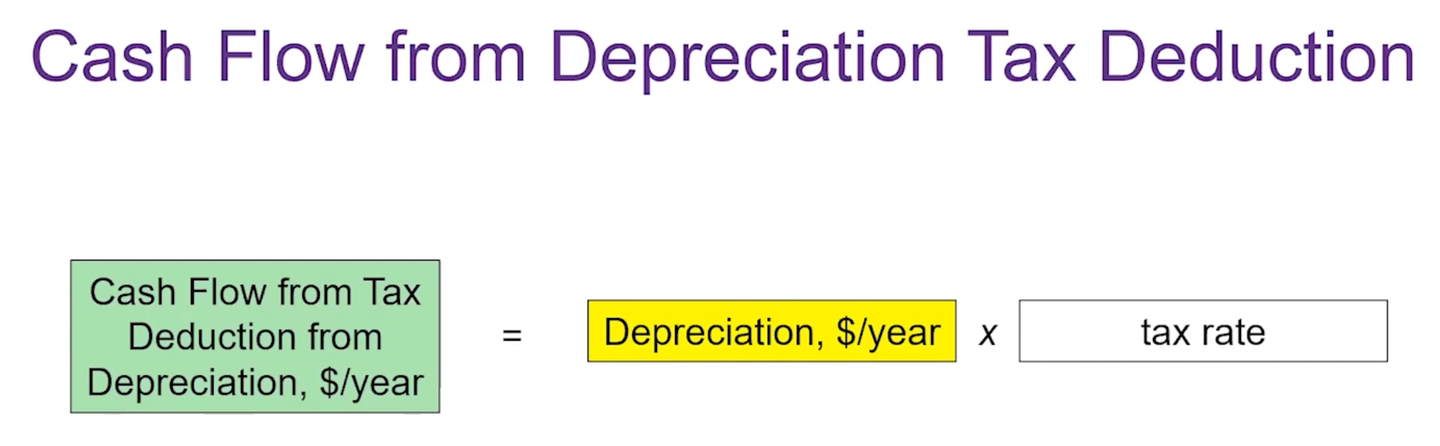 Cash Flow from Depreciation Tax Deduction
Cash Flow from Tax
Deduction from
Depreciation, $/year
=
Depreciation, $/year
x
tax rate